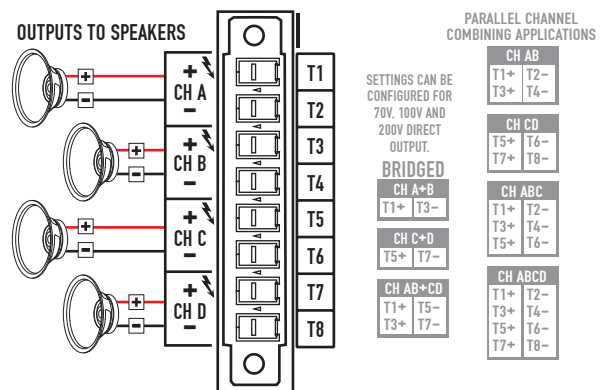 OUTPUTS TO SPEAKERS
+
−
CH A
+
−
+
−
CH B
+
−
+
−
CH C
+
−
+
−
CH D
+
−
T1
T2
T3
T4
T5
T6
T7
T8
SETTINGS CAN BE
CONFIGURED FOR
70V, 100V AND
200V DIRECT
OUTPUT.
BRIDGED
CH A+B
T1+ T3−
CH C+D
T5+ T7−
CH AB+CD
T1+ T5−
T3+ T7−
PARALLEL CHANNEL
COMBINING APPLICATIONS
CH AB
T1+ T2−
T3+ T4−
CH CD
T5+ T6−
T7+ T8−
CH ABC
T1+ T2−
T3+ T4−
T5+ T6−
CH ABCD
T1+ T2−
T3+ T4−
T5+ T6−
T7+ T8−